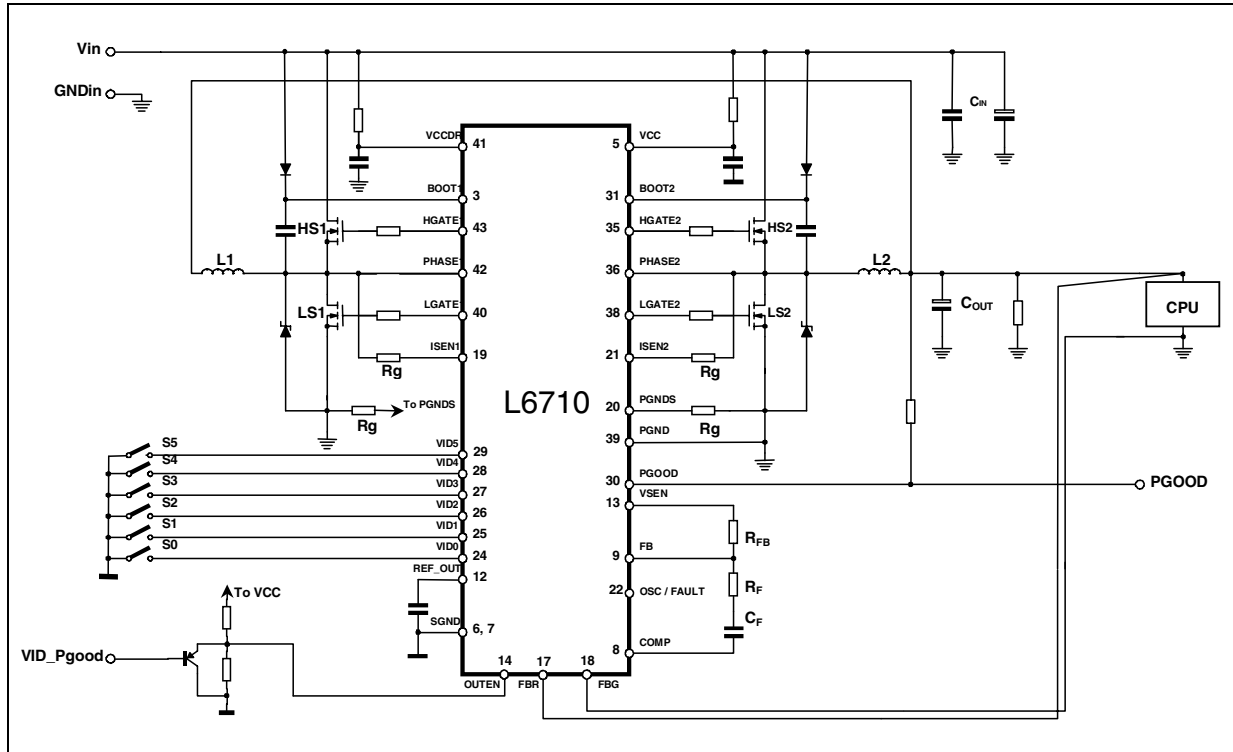 Vin
GNDin
VCCDR
41
BOOT1
3
HGATE1
43
HS1
L1
PHASE1
42
LS1
LGATE1
40
ISEN1
19
Rg
To PGNDS
Rg
S5
VID5
29
S4
VID4
28
S3
VID3
27
S2
VID2
26
S1
VID1
25
S0
VID0
24
REF_OUT
12
To VCC
SGND
6, 7
VID_Pgood
L6710
14
OUTEN
17
FBR
18
FBG
5
VCC
31
BOOT2
35
HGATE2
HS2
36
PHASE2
L2
38
LGATE2
LS2
21
ISEN2
Rg
20
PGNDS
Rg
39
PGND
30
PGOOD
13
VSEN
RFB
9
FB
22
OSC / FAULT
RF
CF
8
COMP
CIN
COUT
CPU
PGOOD